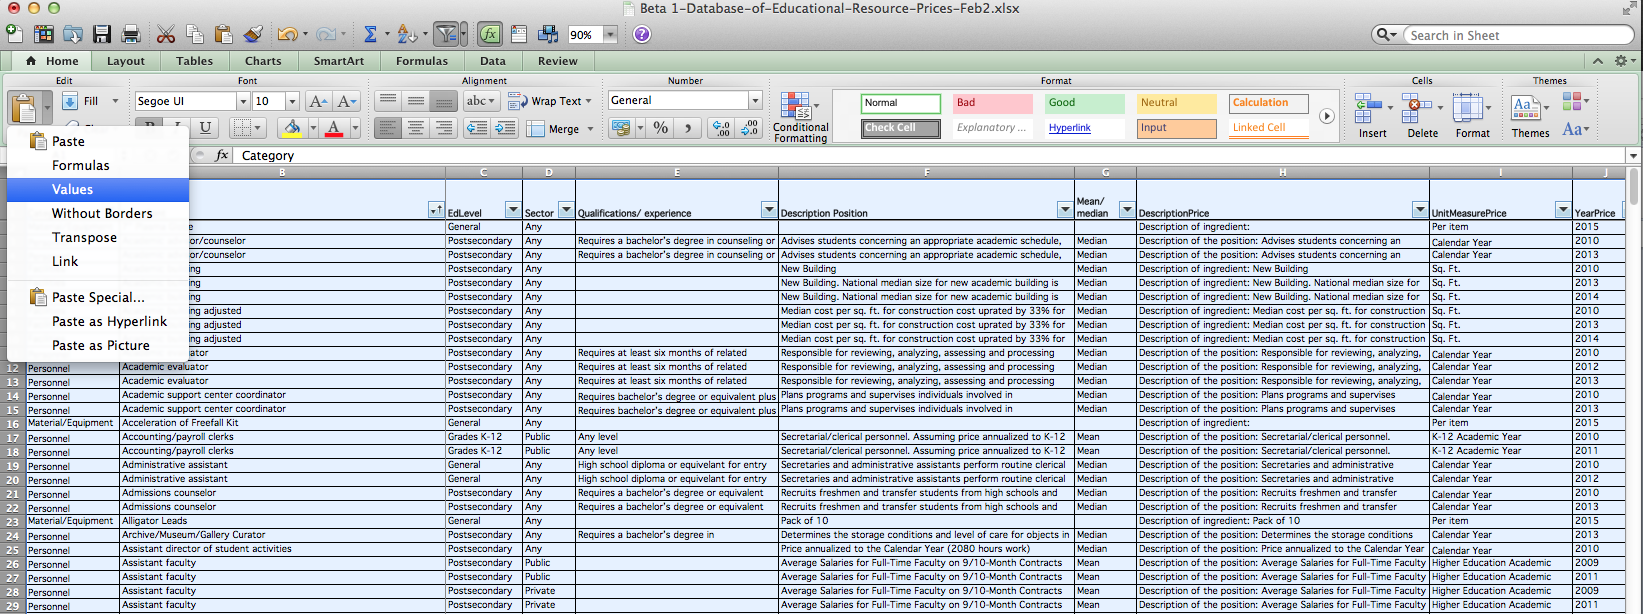 Beta 1-Database-of-Educational-Resource-Prices-Feb2.xlsx
90%
Search in Sheet
Home Layout Tables Charts SmartArt Formulas Data Review
Edit Font Alignment Number Format Cells Themes
Fill Segoe UI 10 abc Wrap Text General Normal Bad Good Neutral Calculation
Merge Conditional Formatting Check Cell Explanatory ... Hyperlink Input Linked Cell Insert Delete Format Themes
Paste
Formulas
Values
Without Borders
Transpose
Link
Paste Special...
Paste as Hyperlink
Paste as Picture
fx Category
B C D E F G H I J
EdLevel Sector Qualifications/ experience Description Position Mean/ median DescriptionPrice UnitMeasurePrice YearPrice
General Any Description of ingredient: Per item 2015
or/counselor Postsecondary Any Requires a bachelor's degree in counseling or Advises students concerning an appropriate academic schedule, Median Description of the position: Advises students concerning an Calendar Year 2010
or/counselor Postsecondary Any Requires a bachelor's degree in counseling or Advises students concerning an appropriate academic schedule, Median Description of the position: Advises students concerning an Calendar Year 2013
ng Postsecondary Any New Building Description of ingredient: New Building Sq. Ft. 2010
ng Postsecondary Any New Building. National median size for new academic building is Description of ingredient: New Building. National median size for Sq. Ft. 2013
ng Postsecondary Any New Building. National median size for new academic building is Description of ingredient: New Building. National median size for Sq. Ft. 2014
ng adjusted Postsecondary Any Median cost per sq. ft. for construction cost uprated by 33% for Description of ingredient: Median cost per sq. ft. for construction Sq. Ft. 2010
ng adjusted Postsecondary Any Median cost per sq. ft. for construction cost uprated by 33% for Description of ingredient: Median cost per sq. ft. for construction Sq. Ft. 2013
ng adjusted Postsecondary Any Median cost per sq. ft. for construction cost uprated by 33% for Description of ingredient: Median cost per sq. ft. for construction Sq. Ft. 2014
ator Postsecondary Any Requires at least six months of related Responsible for reviewing, analyzing, assessing and processing Median Description of the position: Responsible for reviewing, analyzing, Calendar Year 2010
12 Personnel Academic evaluator Postsecondary Any Requires at least six months of related Responsible for reviewing, analyzing, assessing and processing Median Description of the position: Responsible for reviewing, analyzing, Calendar Year 2012
13 Personnel Academic evaluator Postsecondary Any Requires at least six months of related Responsible for reviewing, analyzing, assessing and processing Median Description of the position: Responsible for reviewing, analyzing, Calendar Year 2013
14 Personnel Academic support center coordinator Postsecondary Any Requires bachelor's degree or equivalent plus Plans programs and supervises individuals involved in Median Description of the position: Plans programs and supervises Calendar Year 2010
15 Personnel Academic support center coordinator Postsecondary Any Requires bachelor's degree or equivalent plus Plans programs and supervises individuals involved in Median Description of the position: Plans programs and supervises Calendar Year 2013
16 Material/Equipment Acceleration of Freefall Kit General Any Description of ingredient: Per item 2015
17 Personnel Accounting/payroll clerks Grades K-12 Public Any level Secretarial/clerical personnel. Assuming price annualized to K-12 Mean Description of the position: Secretarial/clerical personnel. K-12 Academic Year 2010
18 Personnel Accounting/payroll clerks Grades K-12 Public Any level Secretarial/clerical personnel. Assuming price annualized to K-12 Mean Description of the position: Secretarial/clerical personnel. K-12 Academic Year 2011
19 Personnel Administrative assistant General Any High school diploma or equivelant for entry Secretaries and administrative assistants perform routine clerical Median Description of the position: Secretaries and administrative Calendar Year 2010
20 Personnel Administrative assistant General Any High school diploma or equivelant for entry Secretaries and administrative assistants perform routine clerical Median Description of the position: Secretaries and administrative Calendar Year 2012
21 Personnel Admissions counselor Postsecondary Any Requires a bachelor's degree or equivalent Recruits freshmen and transfer students from high schools and Median Description of the position: Recruits freshmen and transfer Calendar Year 2010
22 Personnel Admissions counselor Postsecondary Any Requires a bachelor's degree or equivalent Recruits freshmen and transfer students from high schools and Median Description of the position: Recruits freshmen and transfer Calendar Year 2013
23 Material/Equipment Alligator Leads General Any Pack of 10 Description of ingredient: Pack of 10 Per item 2015
24 Personnel Archive/Museum/Gallery Curator Postsecondary Any Requires a bachelor's degree in Determines the storage conditions and level of care for objects in Median Description of the position: Determines the storage conditions Calendar Year 2013
25 Personnel Assistant director of student activities Postsecondary Any Price annualized to the Calendar Year (2080 hours work) Median Description of the position: Price annualized to the Calendar Year Calendar Year 2010
26 Personnel Assistant faculty Postsecondary Public Average Salaries for Full-Time Faculty on 9/10-Month Contracts Mean Description of the position: Average Salaries for Full-Time Faculty Higher Education Academic 2009
27 Personnel Assistant faculty Postsecondary Public Average Salaries for Full-Time Faculty on 9/10-Month Contracts Mean Description of the position: Average Salaries for Full-Time Faculty Higher Education Academic 2011
28 Personnel Assistant faculty Postsecondary Private Average Salaries for Full-Time Faculty on 9/10-Month Contracts Mean Description of the position: Average Salaries for Full-Time Faculty Higher Education Academic 2009
29 Personnel Assistant faculty Postsecondary Private Average Salaries for Full-Time Faculty on 9/10-Month Contracts Mean Description of the position: Average Salaries for Full-Time Faculty Higher Education Academic 2011